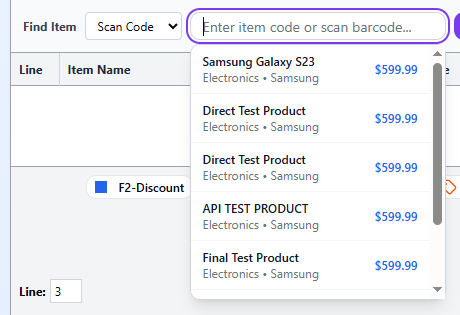 Find Item Scan Code Enter item code or scan barcode...
Line Item Name
Samsung Galaxy S23
Electronics • Samsung $599.99
Direct Test Product
Electronics • Samsung $599.99
Direct Test Product
Electronics • Samsung $599.99
F2-Discount
API TEST PRODUCT
Electronics • Samsung $599.99
Final Test Product
Electronics • Samsung $599.99
Line: 3